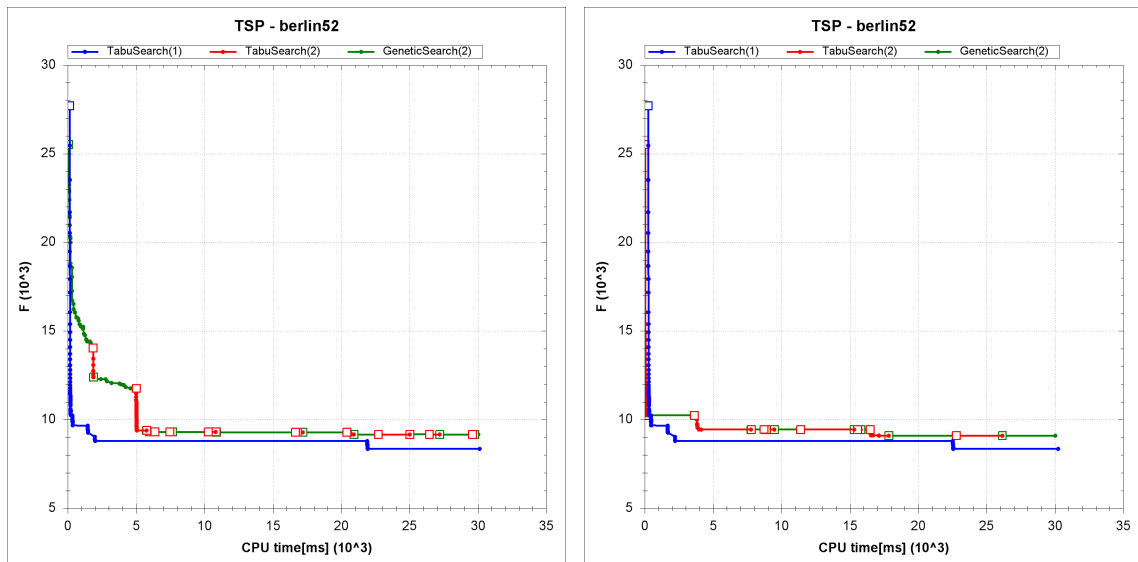 TSP - berlin52
TabuSearch(1) TabuSearch(2) GeneticSearch(2)
30
25
20
15
10
5
F (10^3)
0 5 10 15 20 25 30 35
CPU time[ms] (10^3)
TSP - berlin52
TabuSearch(1) TabuSearch(2) GeneticSearch(2)
30
25
20
15
10
5
F (10^3)
0 5 10 15 20 25 30 35
CPU time[ms] (10^3)